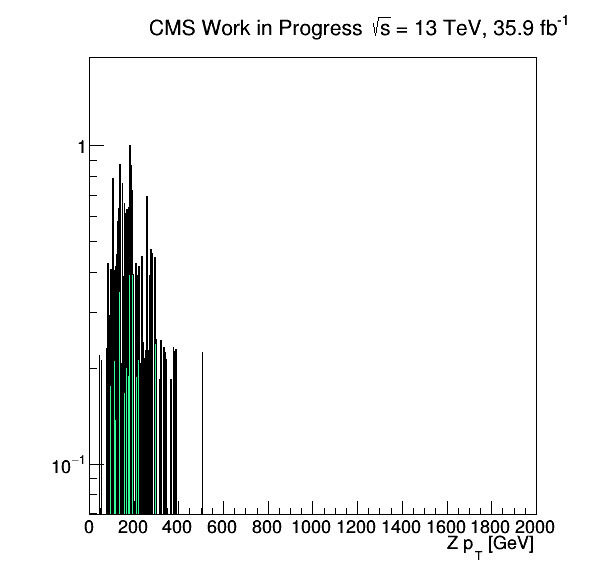 CMS Work in Progress √s = 13 TeV, 35.9 fb⁻¹
1
10⁻¹
0 200 400 600 800 1000 1200 1400 1600 1800 2000
Z p_T [GeV]